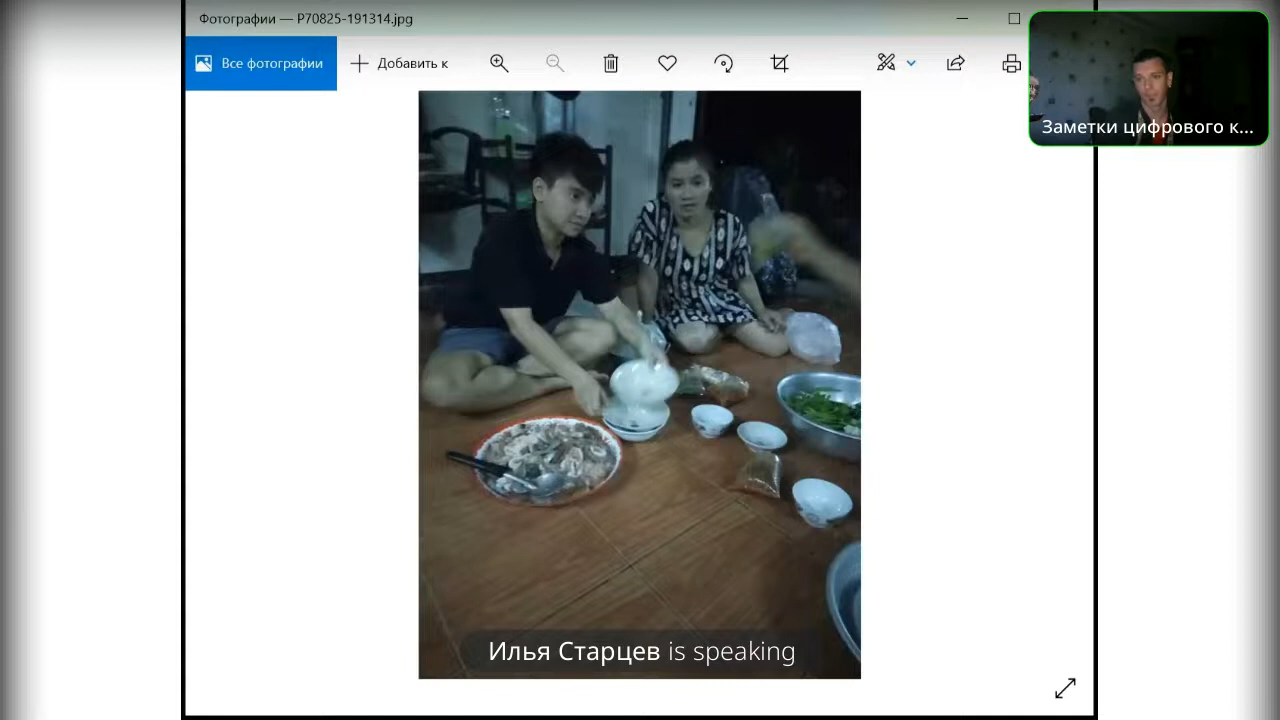 Фотографии — P70825-191314.jpg
Все фотографии
Добавить к
Заметки цифрового к...
Илья Старцев is speaking